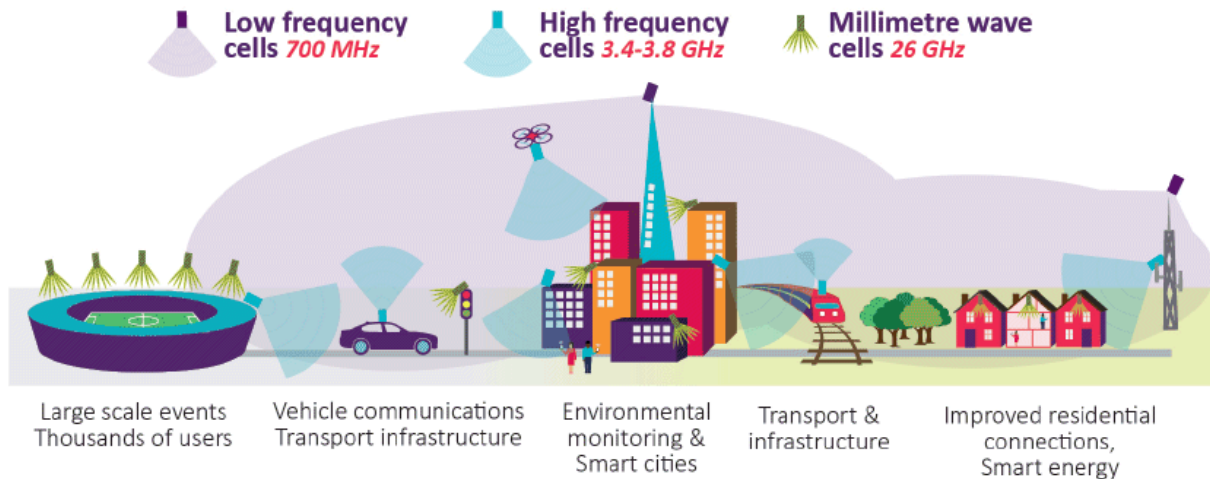 Low frequency
cells 700 MHz
High frequency
cells 3.4-3.8 GHz
Millimetre wave
cells 26 GHz
Large scale events
Thousands of users
Vehicle communications
Transport infrastructure
Environmental
monitoring &
Smart cities
Transport &
infrastructure
Improved residential
connections,
Smart energy